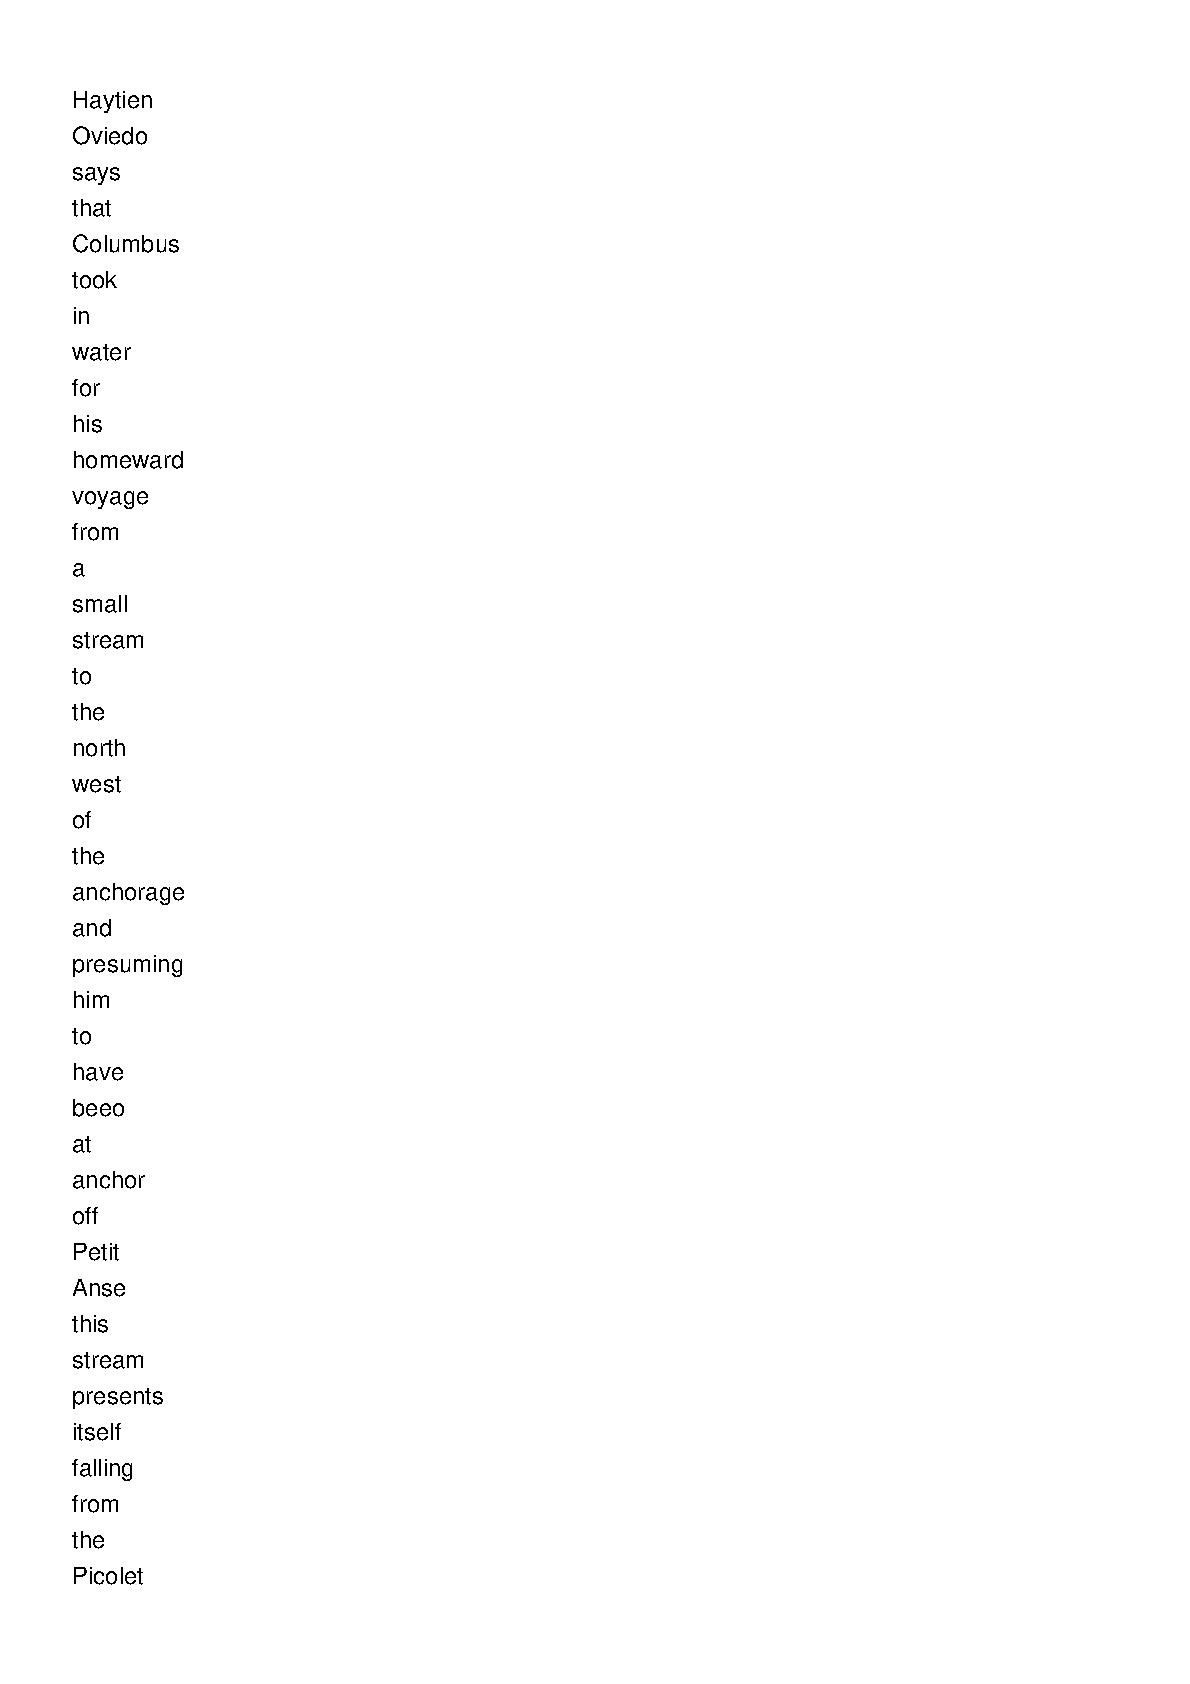 Haytien
Oviedo
says
that
Columbus
took
in
water
for
his
homeward
voyage
from
a
small
stream
to
the
north
west
of
the
anchorage
and
presuming
him
to
have
beeo
at
anchor
off
Petit
Anse
this
stream
presents
itself
falling
from
the
Picolet